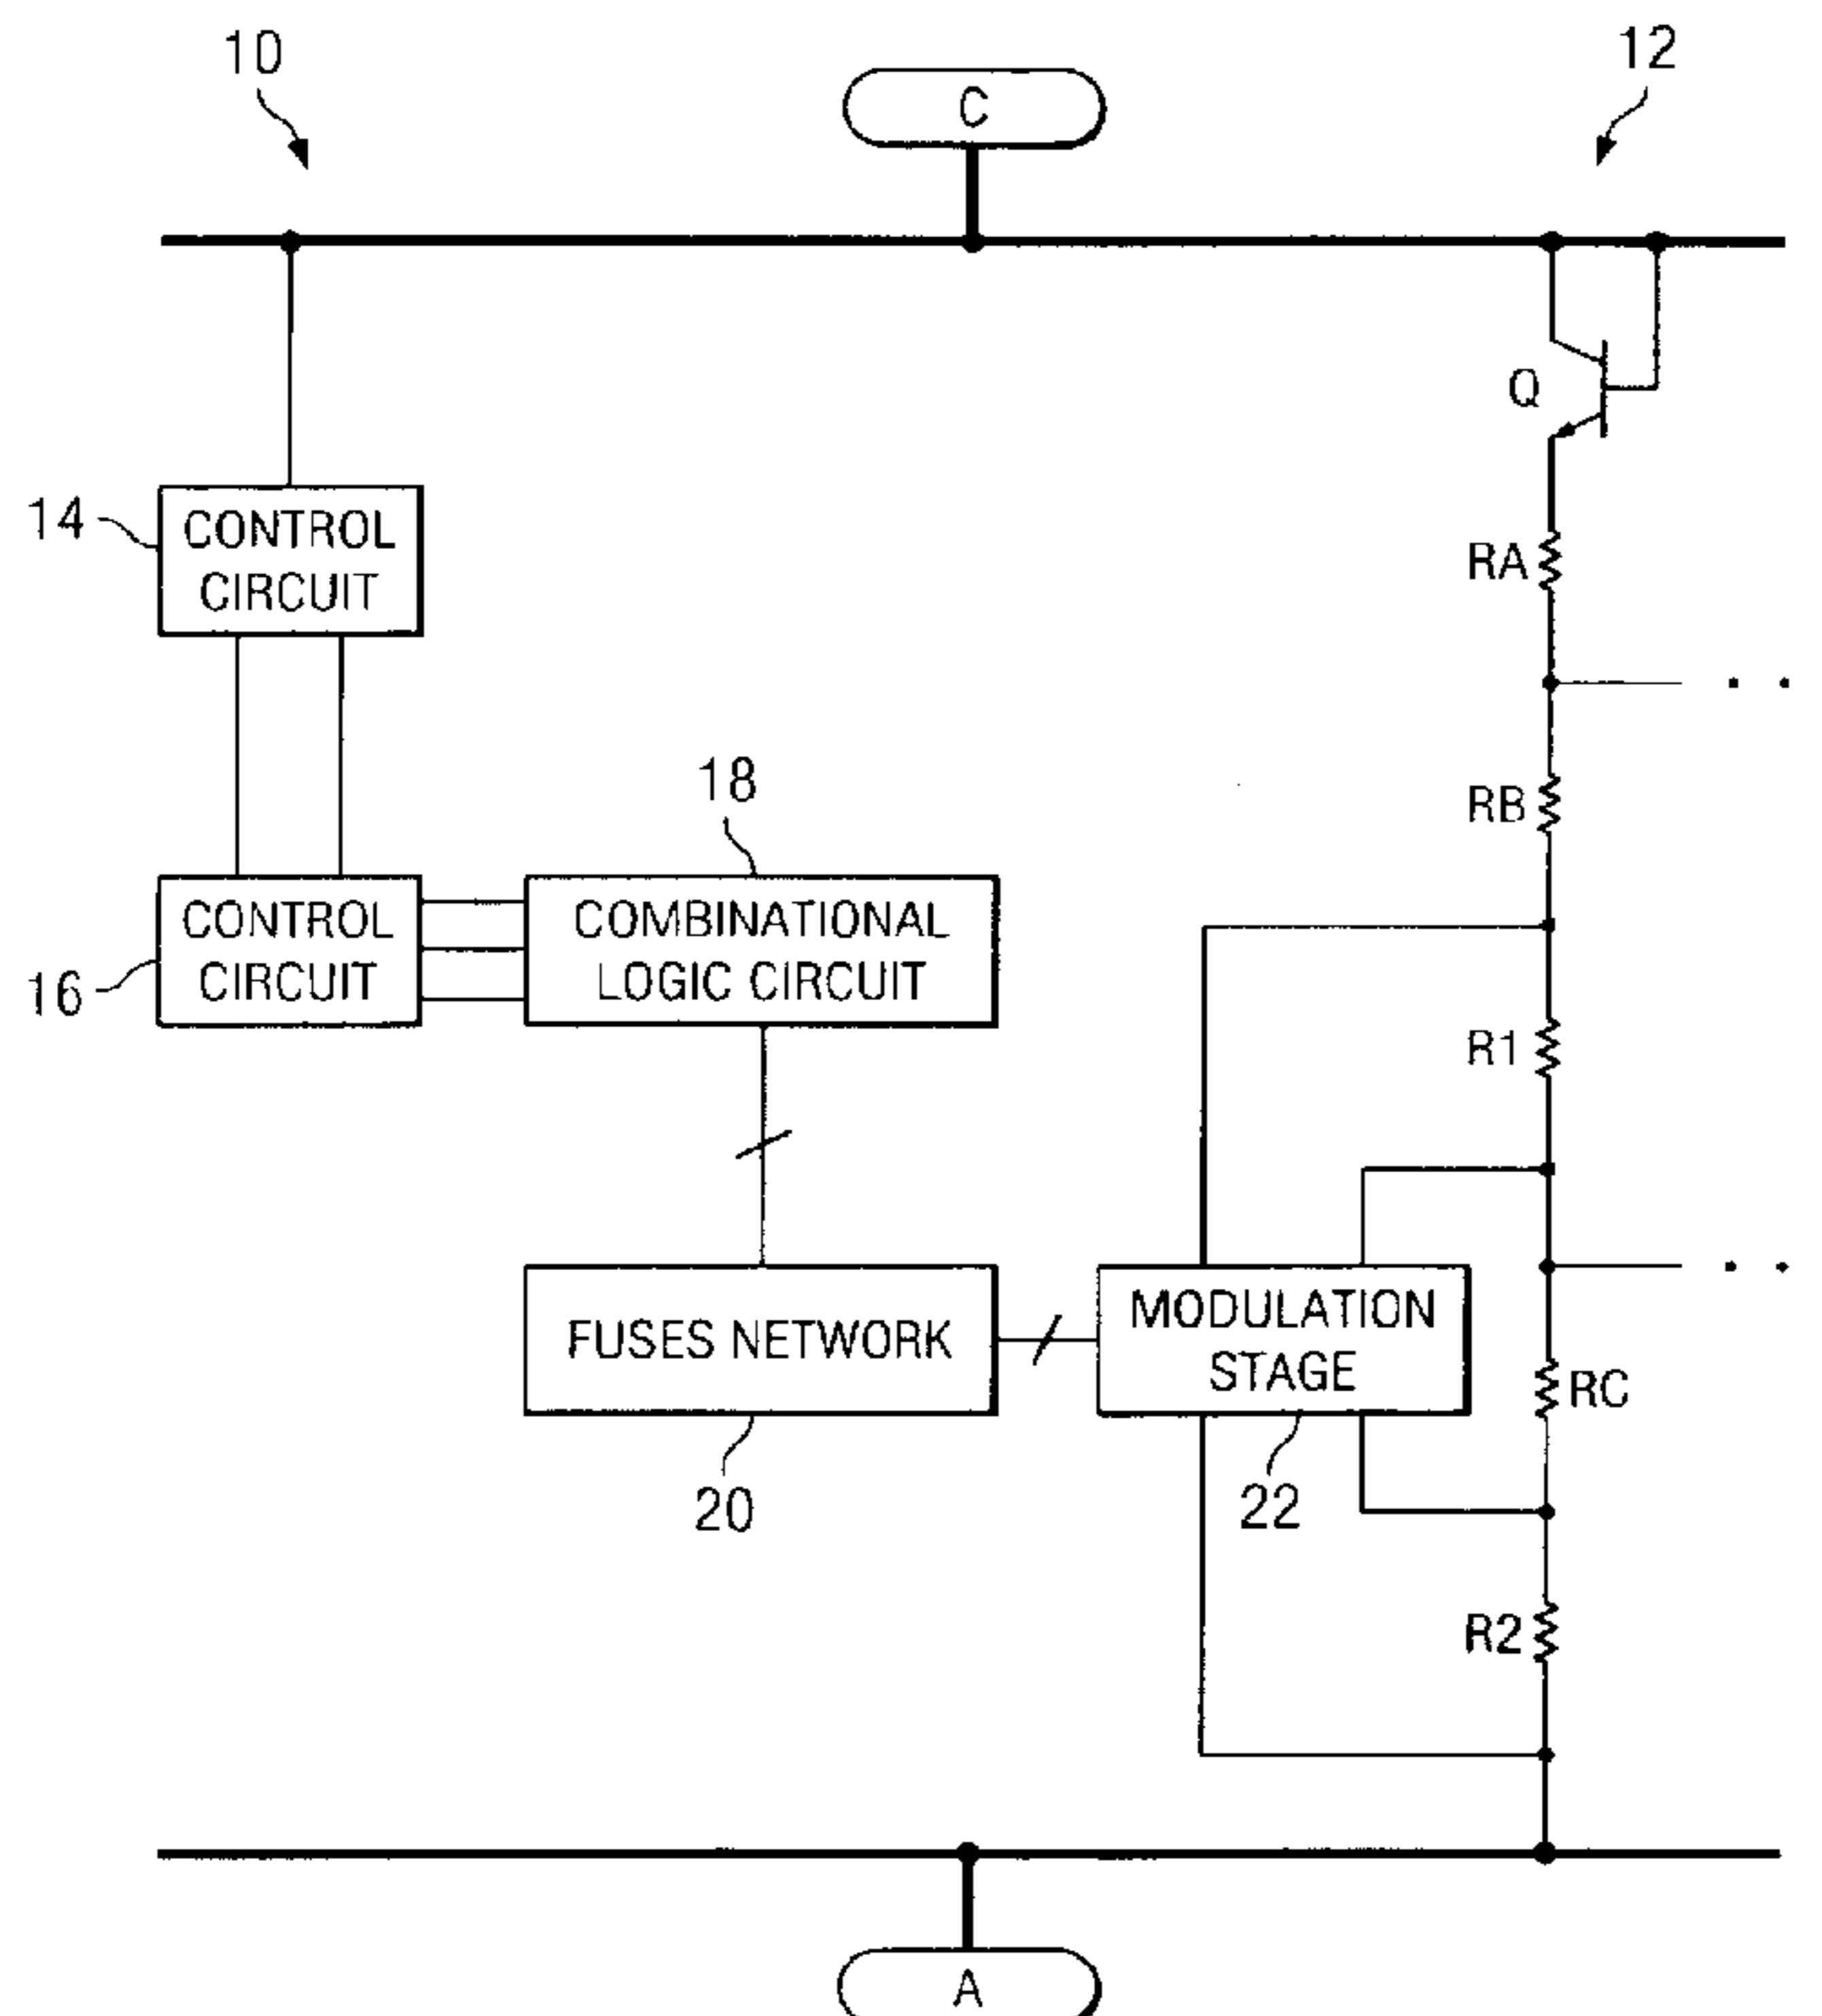 10
12
C
Q
14
CONTROL
CIRCUIT
RA
18
RB
CONTROL
CIRCUIT
16
COMBINATIONAL
LOGIC CIRCUIT
R1
FUSES NETWORK
MODULATION
STAGE
RC
20
22
R2
A